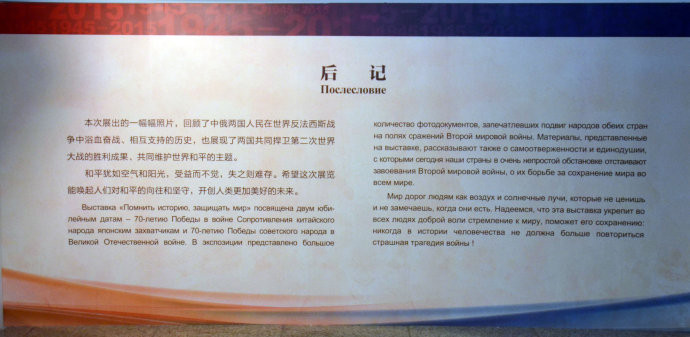 1945-2015
后 记
Послесловие
本次展出的一幅幅照片，回顾了中俄两国人民在世界反法西斯战
争中浴血奋战、相互支持的历史，也展现了两国共同捍卫第二次世界
大战的胜利成果、共同维护世界和平的主题。
和平犹如空气和阳光，受益而不觉，失之则难存。希望这次展览
能唤起人们对和平的向往和坚守，开创人类更加美好的未来。
Выставка «Помнить историю, защищать мир» посвящена двум юби-
лейным датам – 70-летию Победы в войне Сопротивления китайского
народа японским захватчикам и 70-летию Победы советского народа в
Великой Отечественной войне. В экспозиции представлено большое
количество фотодокументов, запечатлевших подвиг народов обеих стран
на полях сражений Второй мировой войны. Материалы, представленные
на выставке, рассказывают также о самоотверженности и единодушии,
с которыми сегодня наши страны в очень непростой обстановке отстаивают
завоевания Второй мировой войны, о их борьбе за сохранение мира во
всем мире.
Мир дорог людям как воздух и солнечные лучи, которые не ценишь
и не замечаешь, когда они есть. Надеемся, что эта выставка укрепит во
всех людях доброй воли стремление к миру, поможет его сохранению:
никогда в истории человечества не должна больше повториться
страшная трагедия войны !